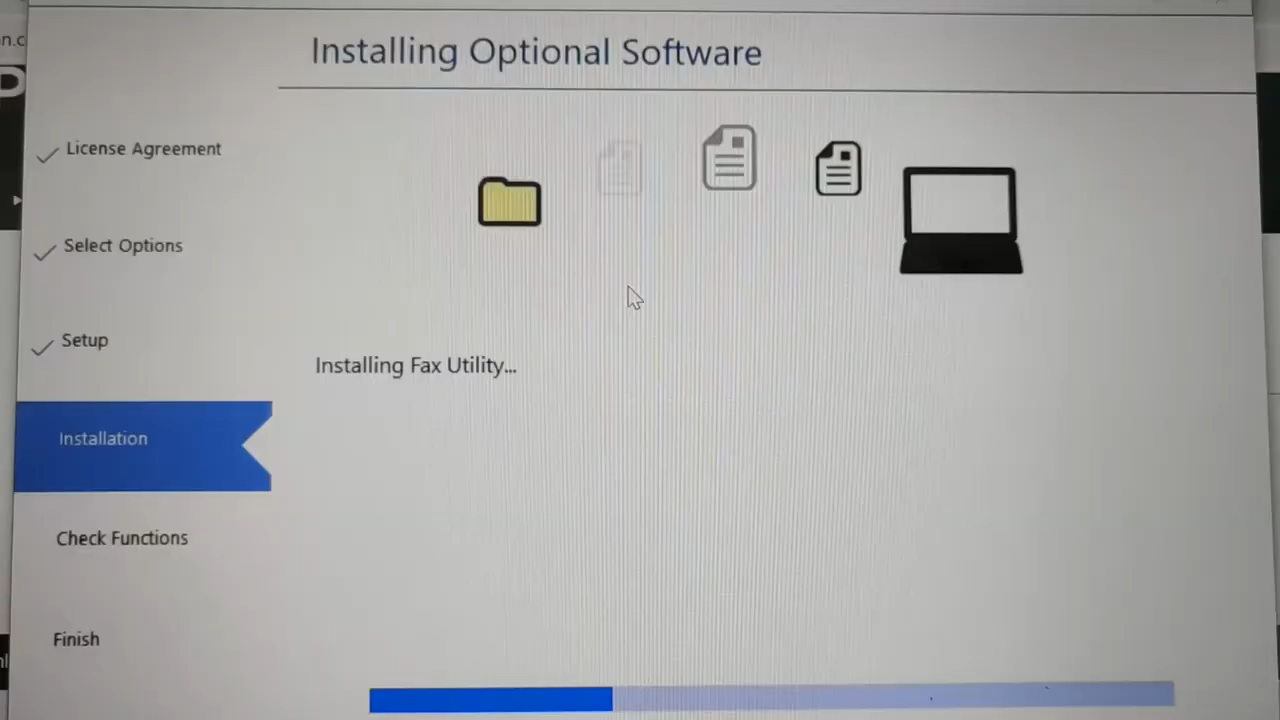 Installing Optional Software
License Agreement
Select Options
Setup
Installing Fax Utility...
Installation
Check Functions
Finish